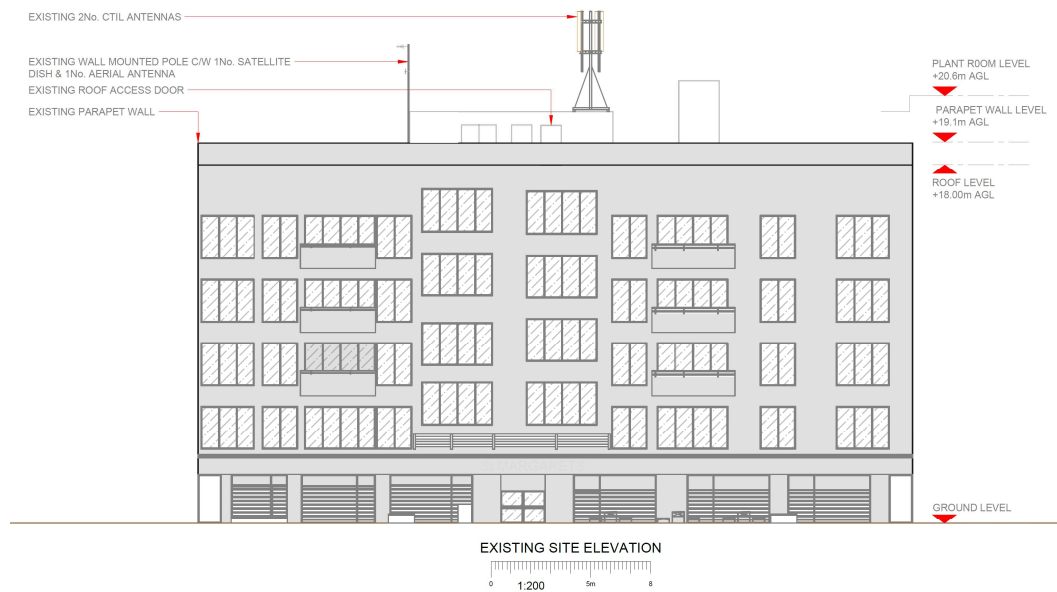 EXISTING 2No. CTIL ANTENNAS
EXISTING WALL MOUNTED POLE C/W 1No. SATELLITE
DISH & 1No. AERIAL ANTENNA
EXISTING ROOF ACCESS DOOR
EXISTING PARAPET WALL
PLANT R0OM LEVEL
+20.6m AGL
PARAPET WALL LEVEL
+19.1m AGL
ROOF LEVEL
+18.00m AGL
GROUND LEVEL
EXISTING SITE ELEVATION
0 5m 8
1:200